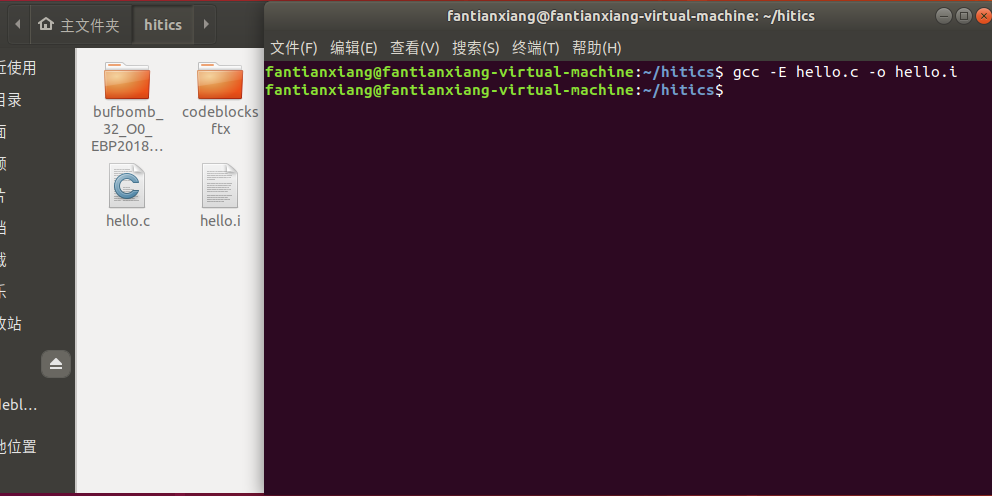 fantianxiang@fantianxiang-virtual-machine: ~/hitics
主文件夹
hitics
文件(F) 编辑(E) 查看(V) 搜索(S) 终端(T) 帮助(H)
fantianxiang@fantianxiang-virtual-machine:~/hitics$ gcc -E hello.c -o hello.i
fantianxiang@fantianxiang-virtual-machine:~/hitics$
近使用
目录
面
频
片
档
载
乐
收站
debl…
他位置
bufbomb_
32_O0_
EBP2018…
codeblocks
ftx
hello.c
hello.i